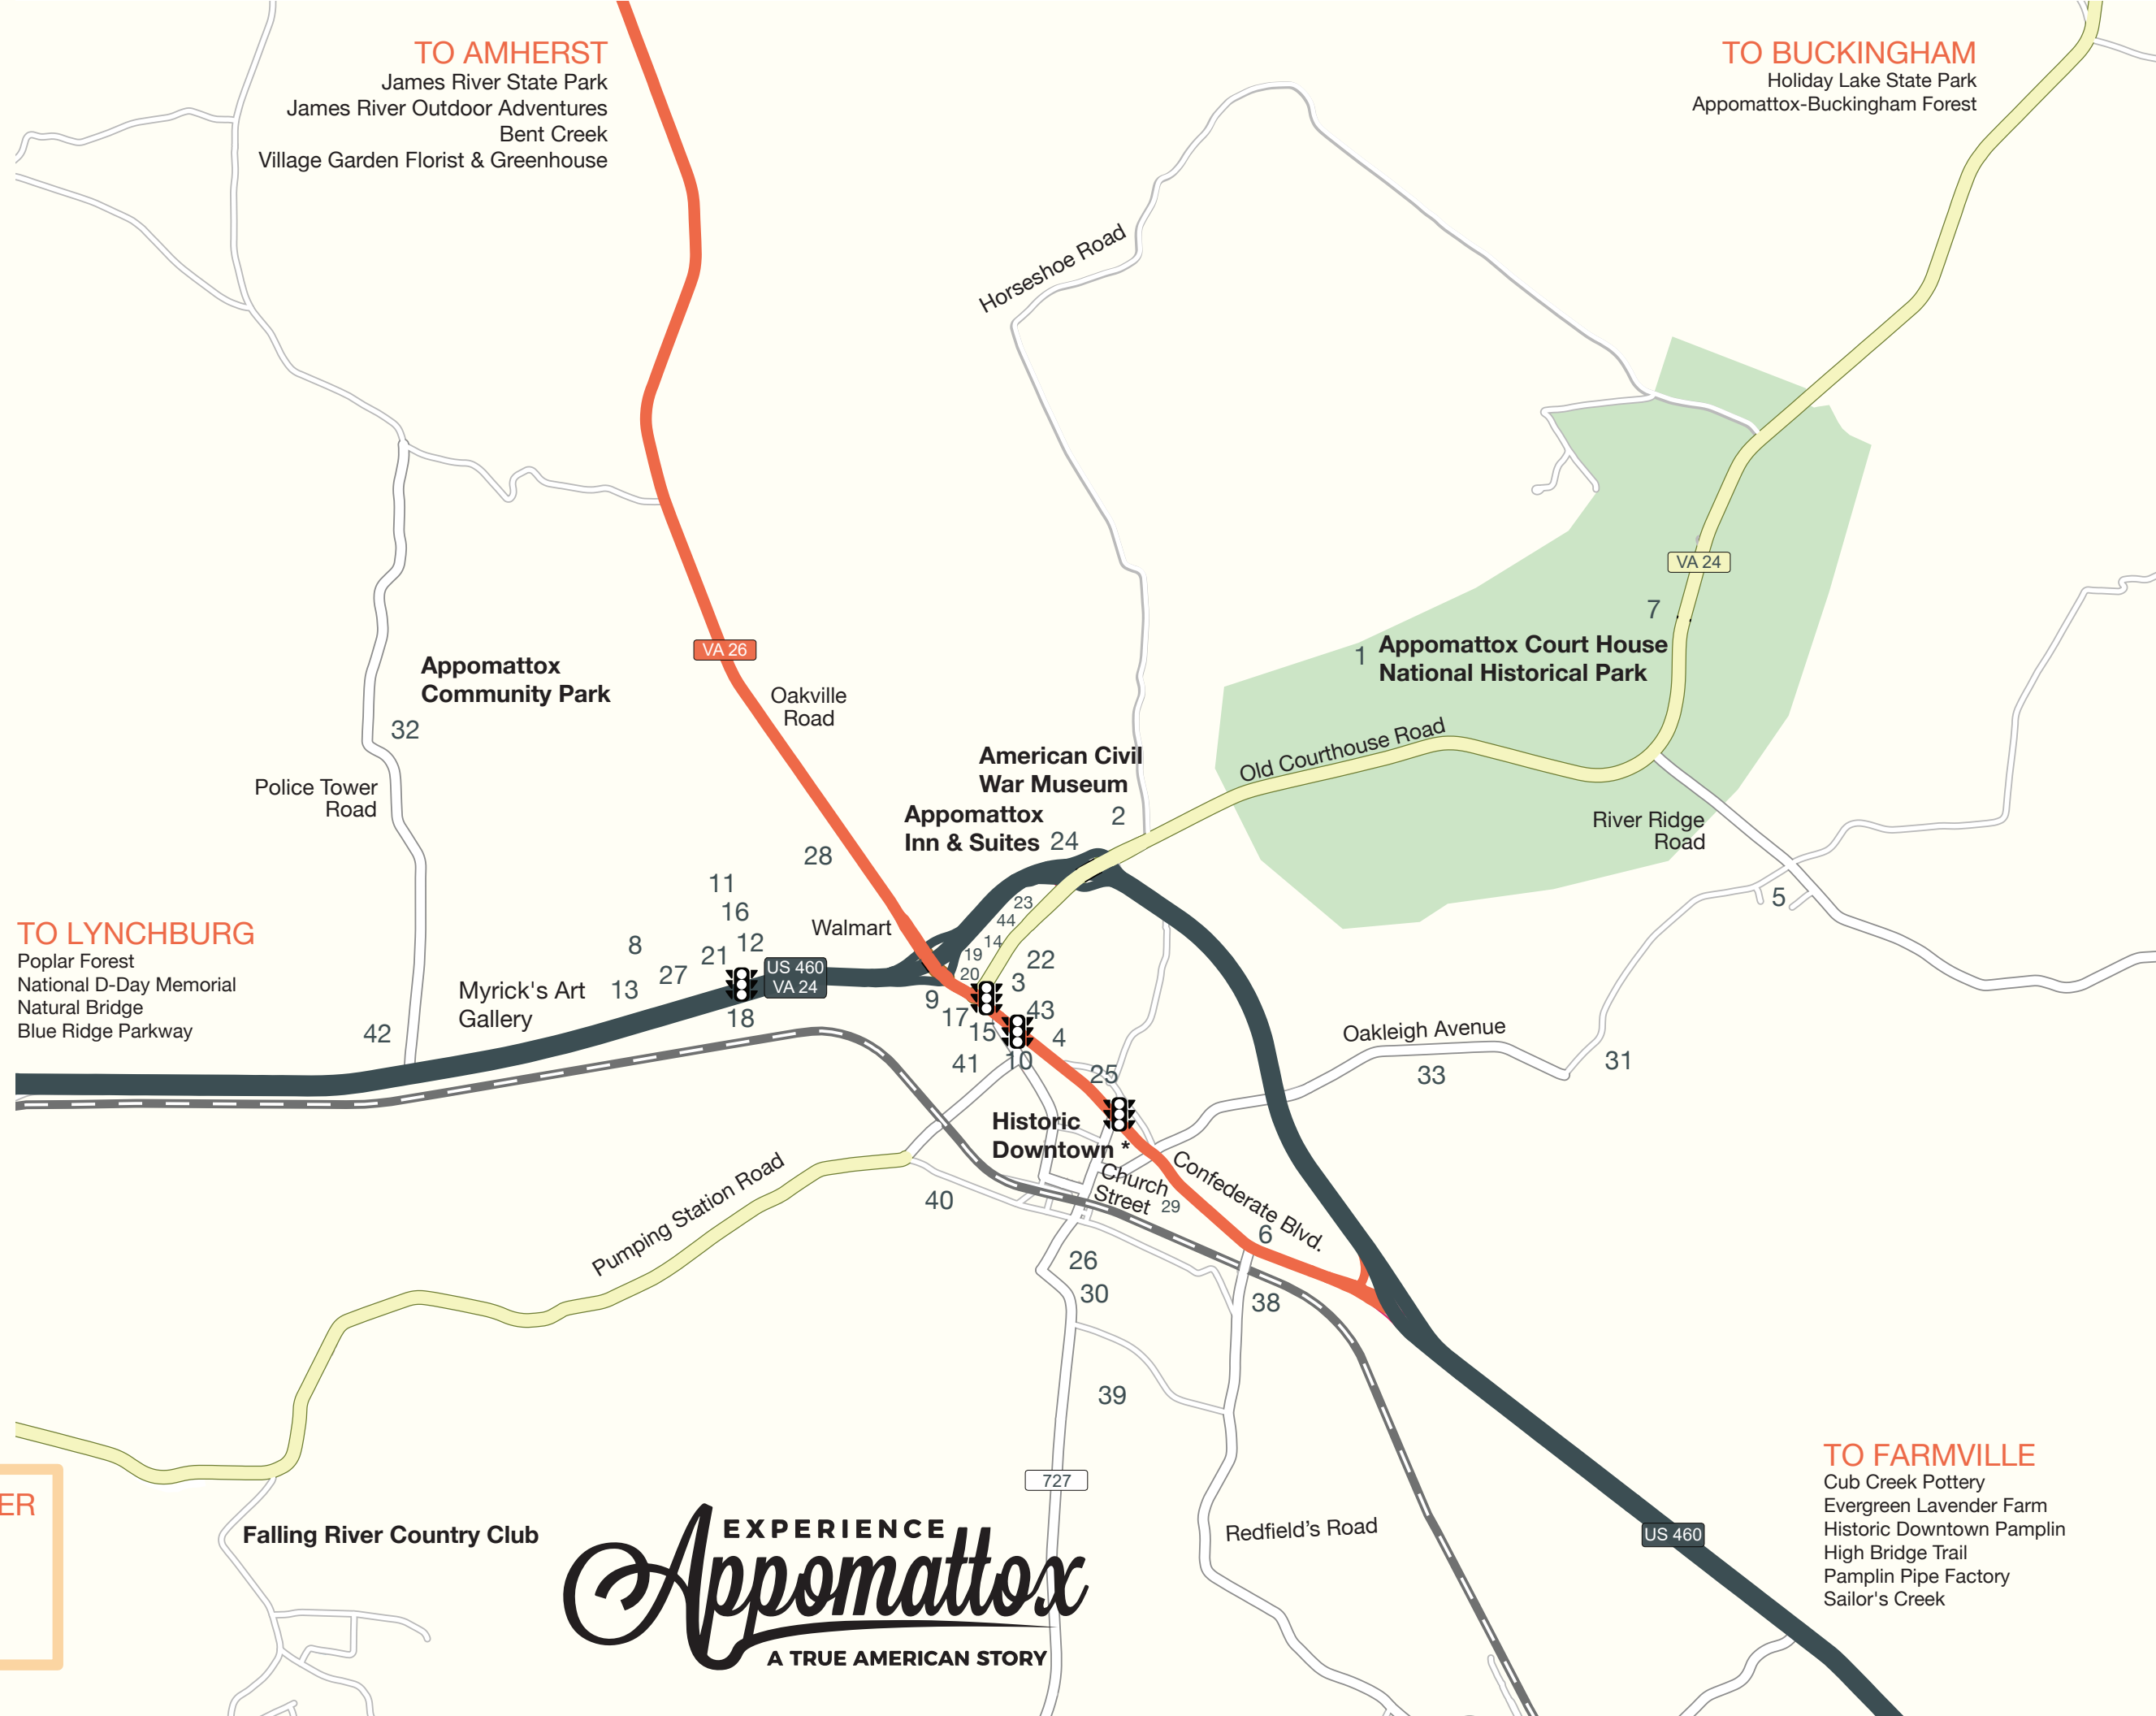 TO AMHERST
James River State Park
James River Outdoor Adventures
Bent Creek
Village Garden Florist & Greenhouse
TO BUCKINGHAM
Holiday Lake State Park
Appomattox-Buckingham Forest
Horseshoe Road
VA 24
7
Appomattox Court House
National Historical Park
1
VA 26
Appomattox
Community Park
Oakville
Road
32
Old Courthouse Road
American Civil
War Museum
Police Tower
Road
Appomattox
Inn & Suites
2
24
River Ridge
Road
28
11
16
5
23
44
Walmart
TO LYNCHBURG
Poplar Forest
National D-Day Memorial
Natural Bridge
Blue Ridge Parkway
8
12
21
27
13
14
19
20
22
3
US 460
VA 24
Myrick's Art
Gallery
9
17
43
18
15
4
42
41
10
25
Oakleigh Avenue
33
31
Historic
Downtown *
Church
Street
29
Confederate Blvd.
Pumping Station Road
40
6
26
30
38
39
727
TO FARMVILLE
Cub Creek Pottery
Evergreen Lavender Farm
Historic Downtown Pamplin
High Bridge Trail
Pamplin Pipe Factory
Sailor's Creek
US 460
ER
Falling River Country Club
Redfield's Road
EXPERIENCE
Appomattox
A TRUE AMERICAN STORY